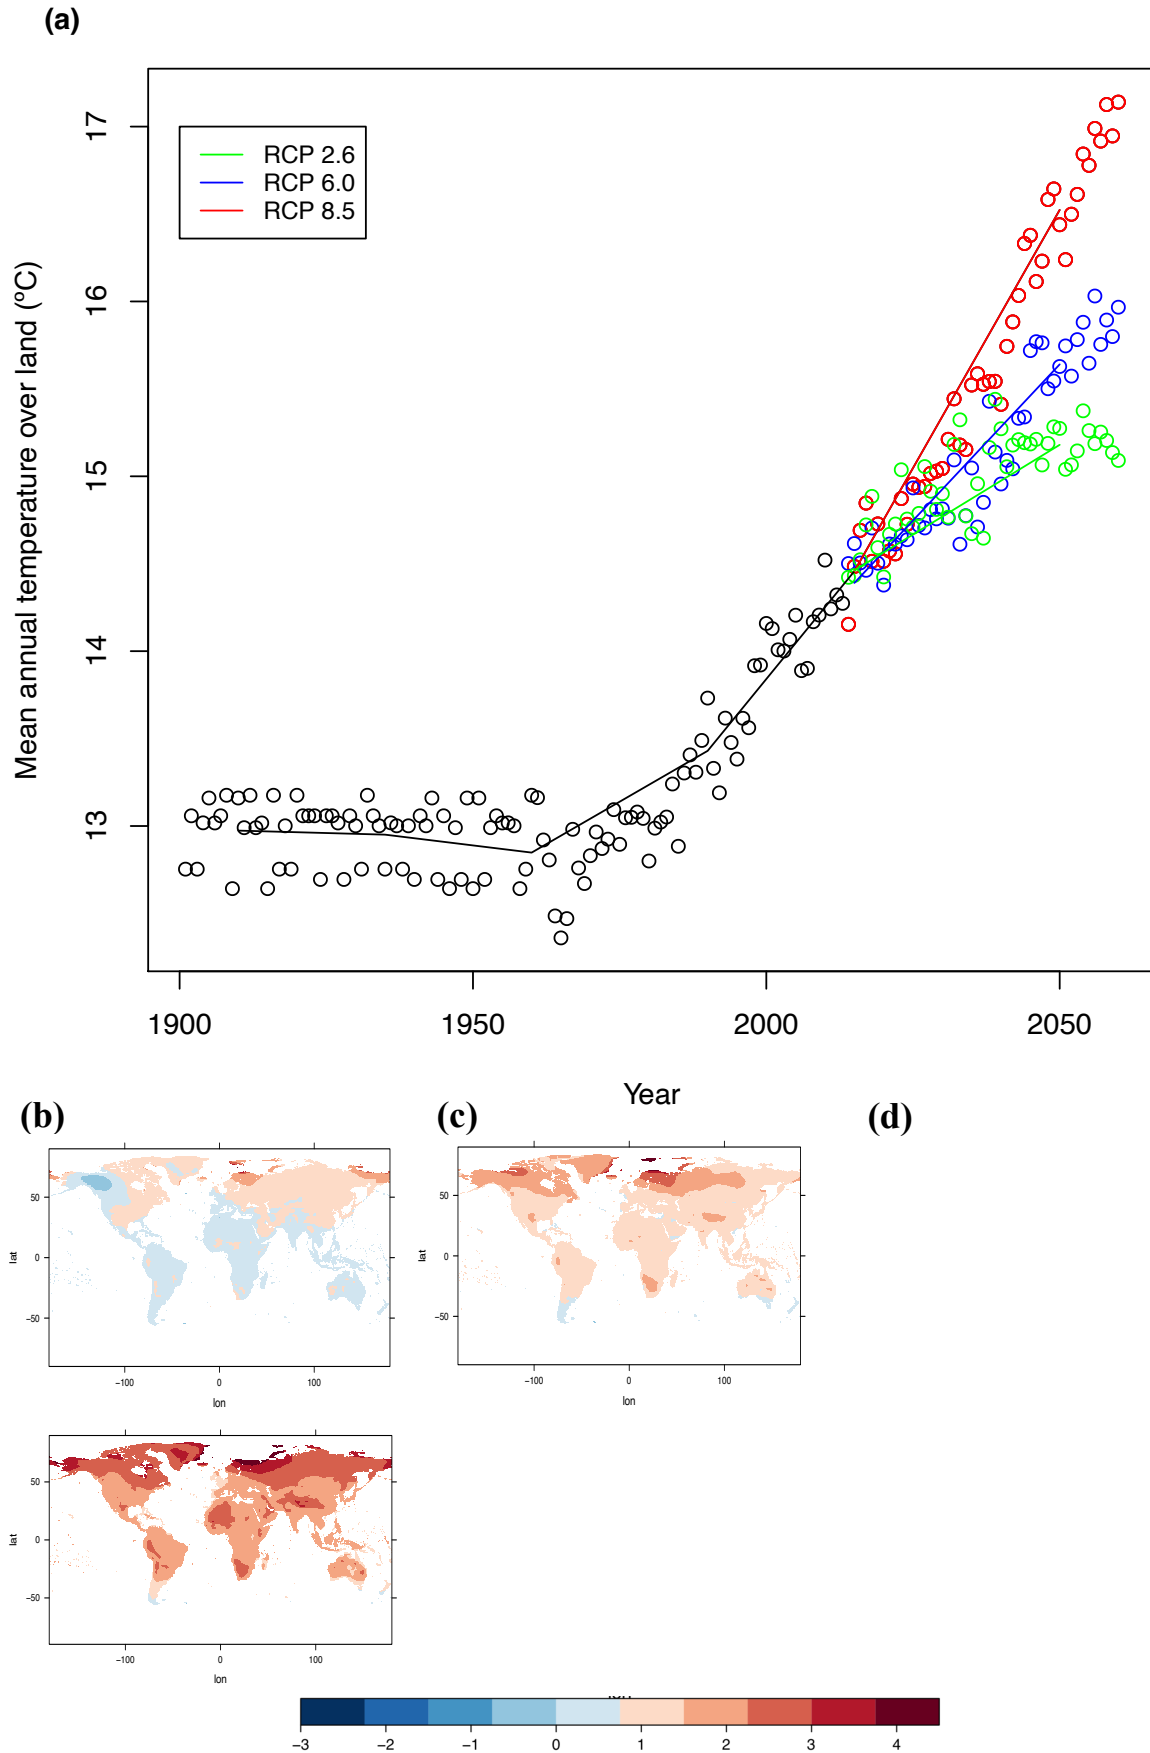 (a)
Mean annual temperature over land (ºC)
17
16
15
14
13
RCP 2.6
RCP 6.0
RCP 8.5
1900 1950 2000 2050
Year
(b) (c) (d)
lat
50
0
−50
−100 0 100
lon
lat
50
0
−50
−100 0 100
lon
lat
50
0
−50
−100 0 100
lon
−3 −2 −1 0 1 2 3 4